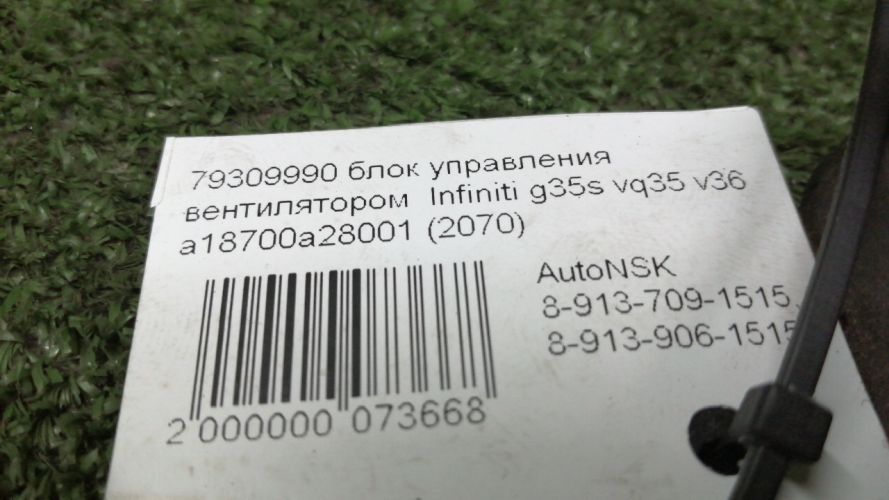 79309990 блок управления
вентилятором Infiniti g35s vq35 v36
a18700a28001 (2070)
AutoNSK
8-913-709-1515,
8-913-906-1515
2 000000 073668